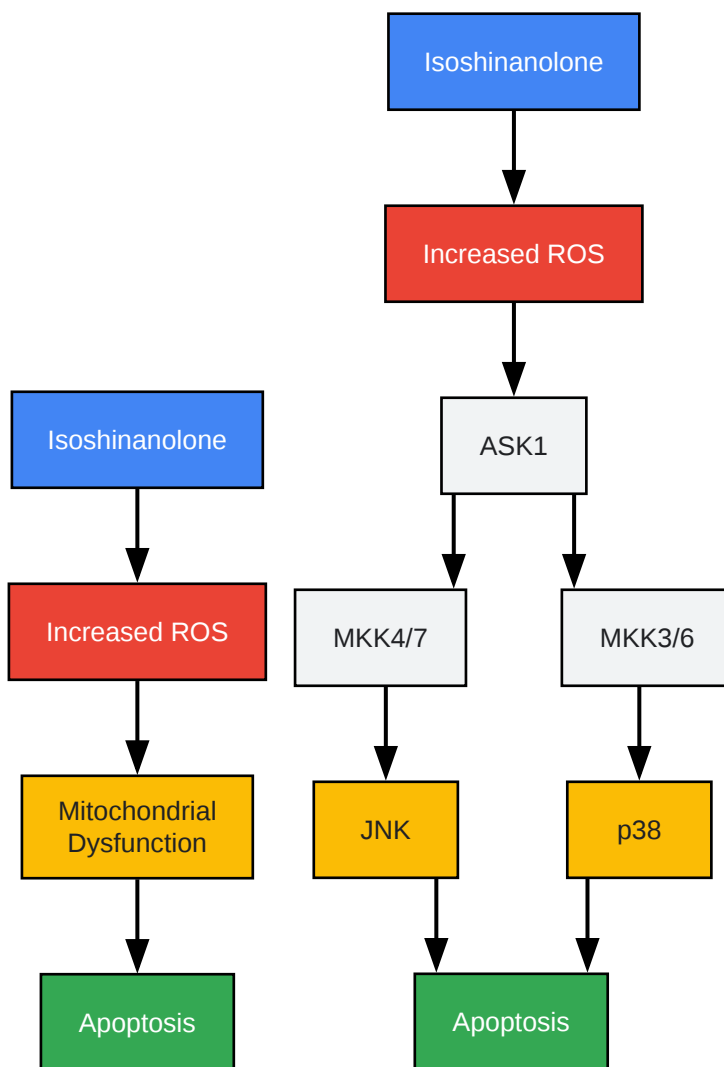 Isoshinanolone
Increased ROS
Mitochondrial
Dysfunction
Apoptosis
Isoshinanolone
Increased ROS
ASK1
MKK4/7
MKK3/6
JNK
p38
Apoptosis